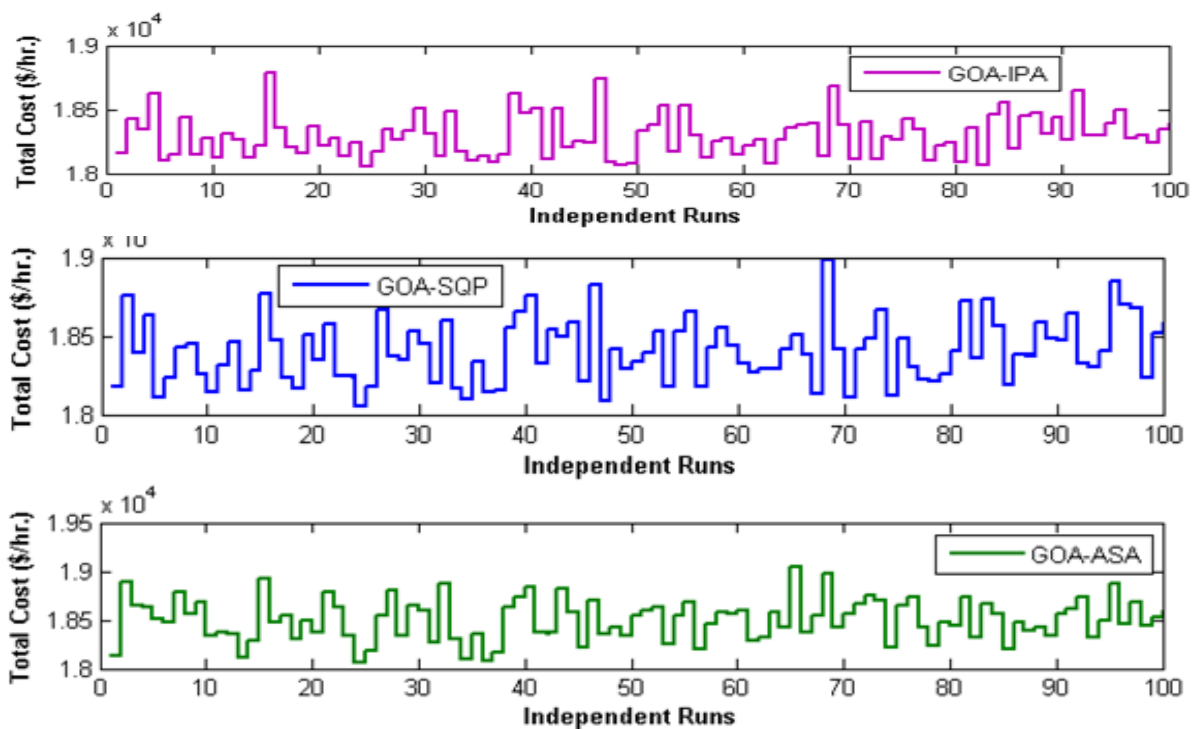 x 10⁴
1.9
1.85
1.8
Total Cost ($/hr.)
GOA-IPA
0 10 20 30 40 50 60 70 80 90 100
Independent Runs
x 10
1.9
1.85
1.8
Total Cost ($/hr.)
GOA-SQP
0 10 20 30 40 50 60 70 80 90 100
Independent Runs
x 10⁴
1.95
1.9
1.85
1.8
Total Cost ($/hr.)
GOA-ASA
0 10 20 30 40 50 60 70 80 90 100
Independent Runs